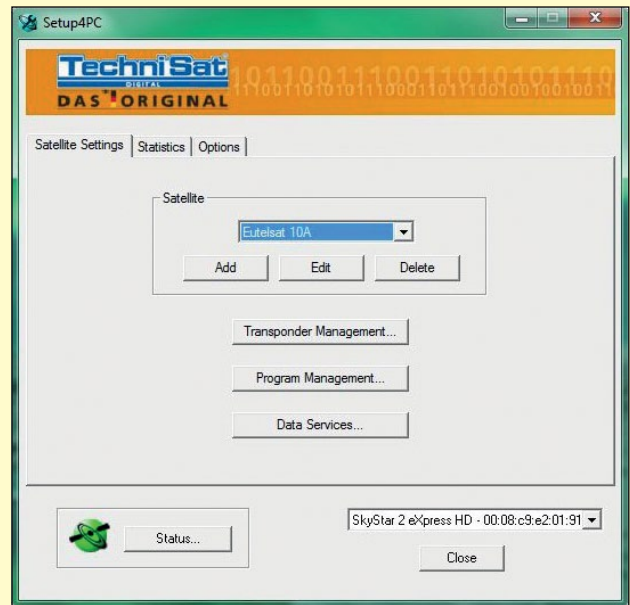 Setup4PC
TechniSat
DIGITAL
DAS ORIGINAL
Satellite Settings Statistics Options
Satellite
Eutelsat 10A
Add Edit Delete
Transponder Management...
Program Management...
Data Services...
SkyStar 2 eXpress HD - 00:08:c9:e2:01:91
Status...
Close